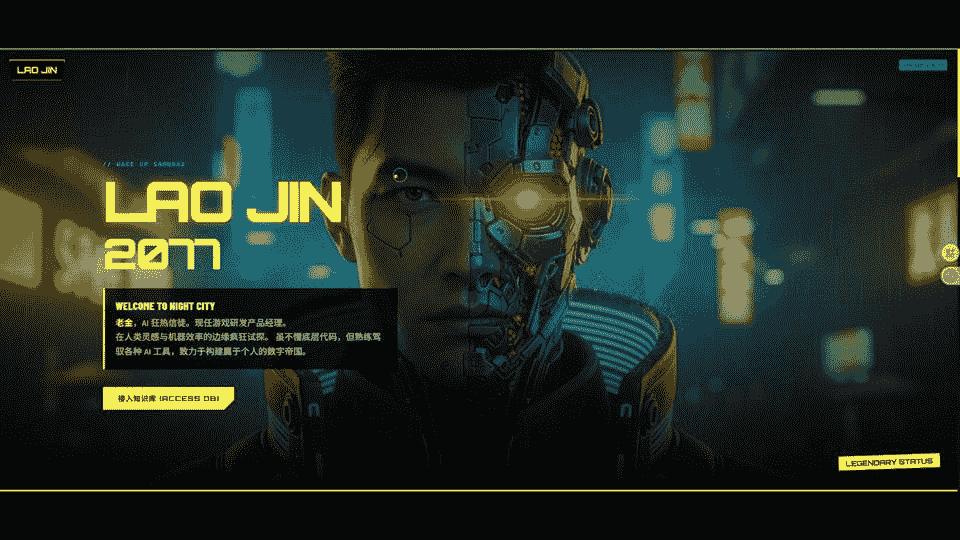 LAO JIN
// WAKE UP SAMURAI
LAO JIN
2077
WELCOME TO NIGHT CITY
老金，AI 狂热信徒。现任游戏研发产品经理。
在人类灵感与机器效率的边缘疯狂试探。 虽不懂底层代码，但熟练驾
驭各种 AI 工具，致力于构建属于个人的数字帝国。
接入知识库 (ACCESS DB)
LEGENDARY STATUS